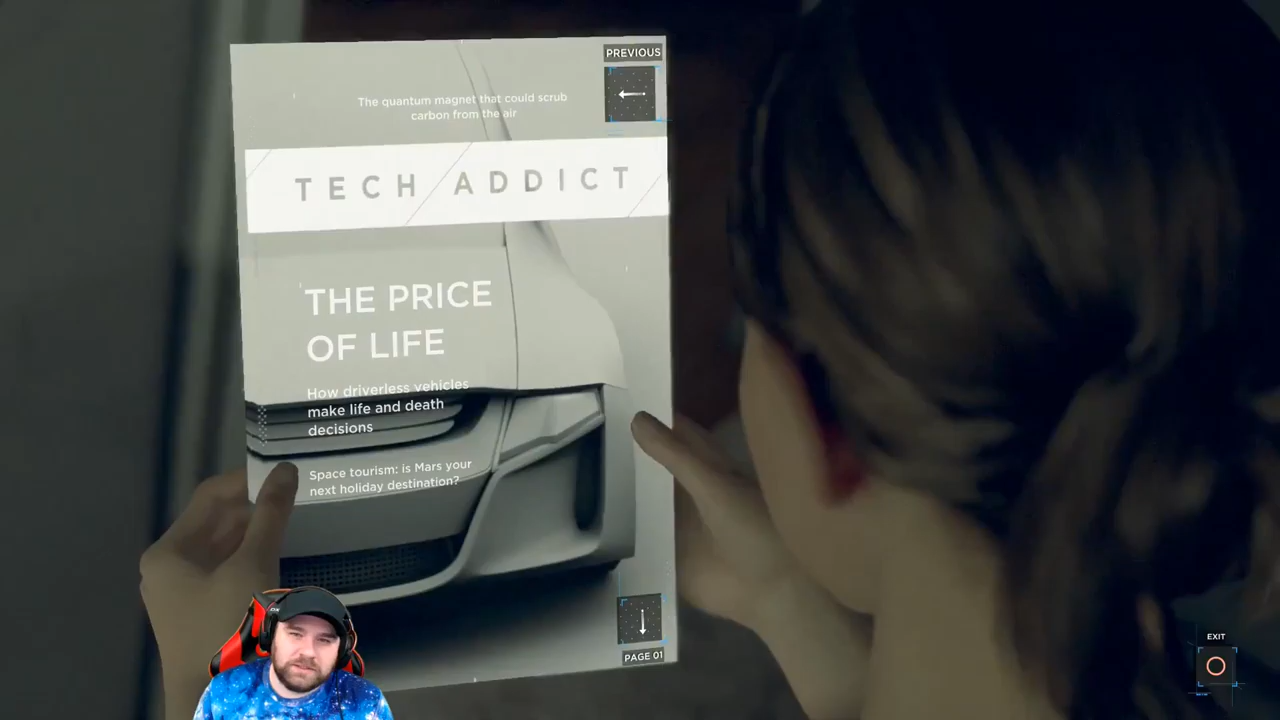 PREVIOUS
The quantum magnet that could scrub
carbon from the air
TECH ADDICT
THE PRICE
OF LIFE
How driverless vehicles
make life and death
decisions
Space tourism: is Mars your
next holiday destination?
PAGE 01
EXIT